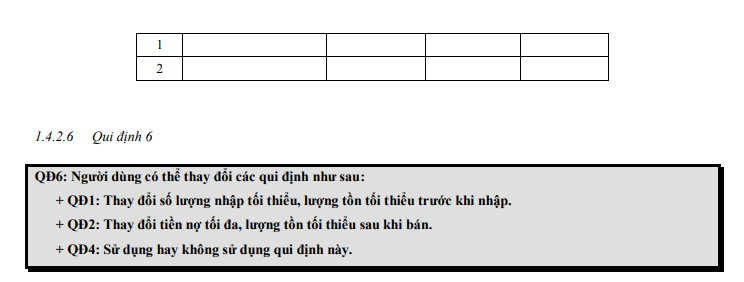 1
2
1.4.2.6 Qui định 6
QĐ6: Người dùng có thể thay đổi các qui định như sau:
+ QĐ1: Thay đổi số lượng nhập tối thiểu, lượng tồn tối thiểu trước khi nhập.
+ QĐ2: Thay đổi tiền nợ tối đa, lượng tồn tối thiểu sau khi bán.
+ QĐ4: Sử dụng hay không sử dụng qui định này.